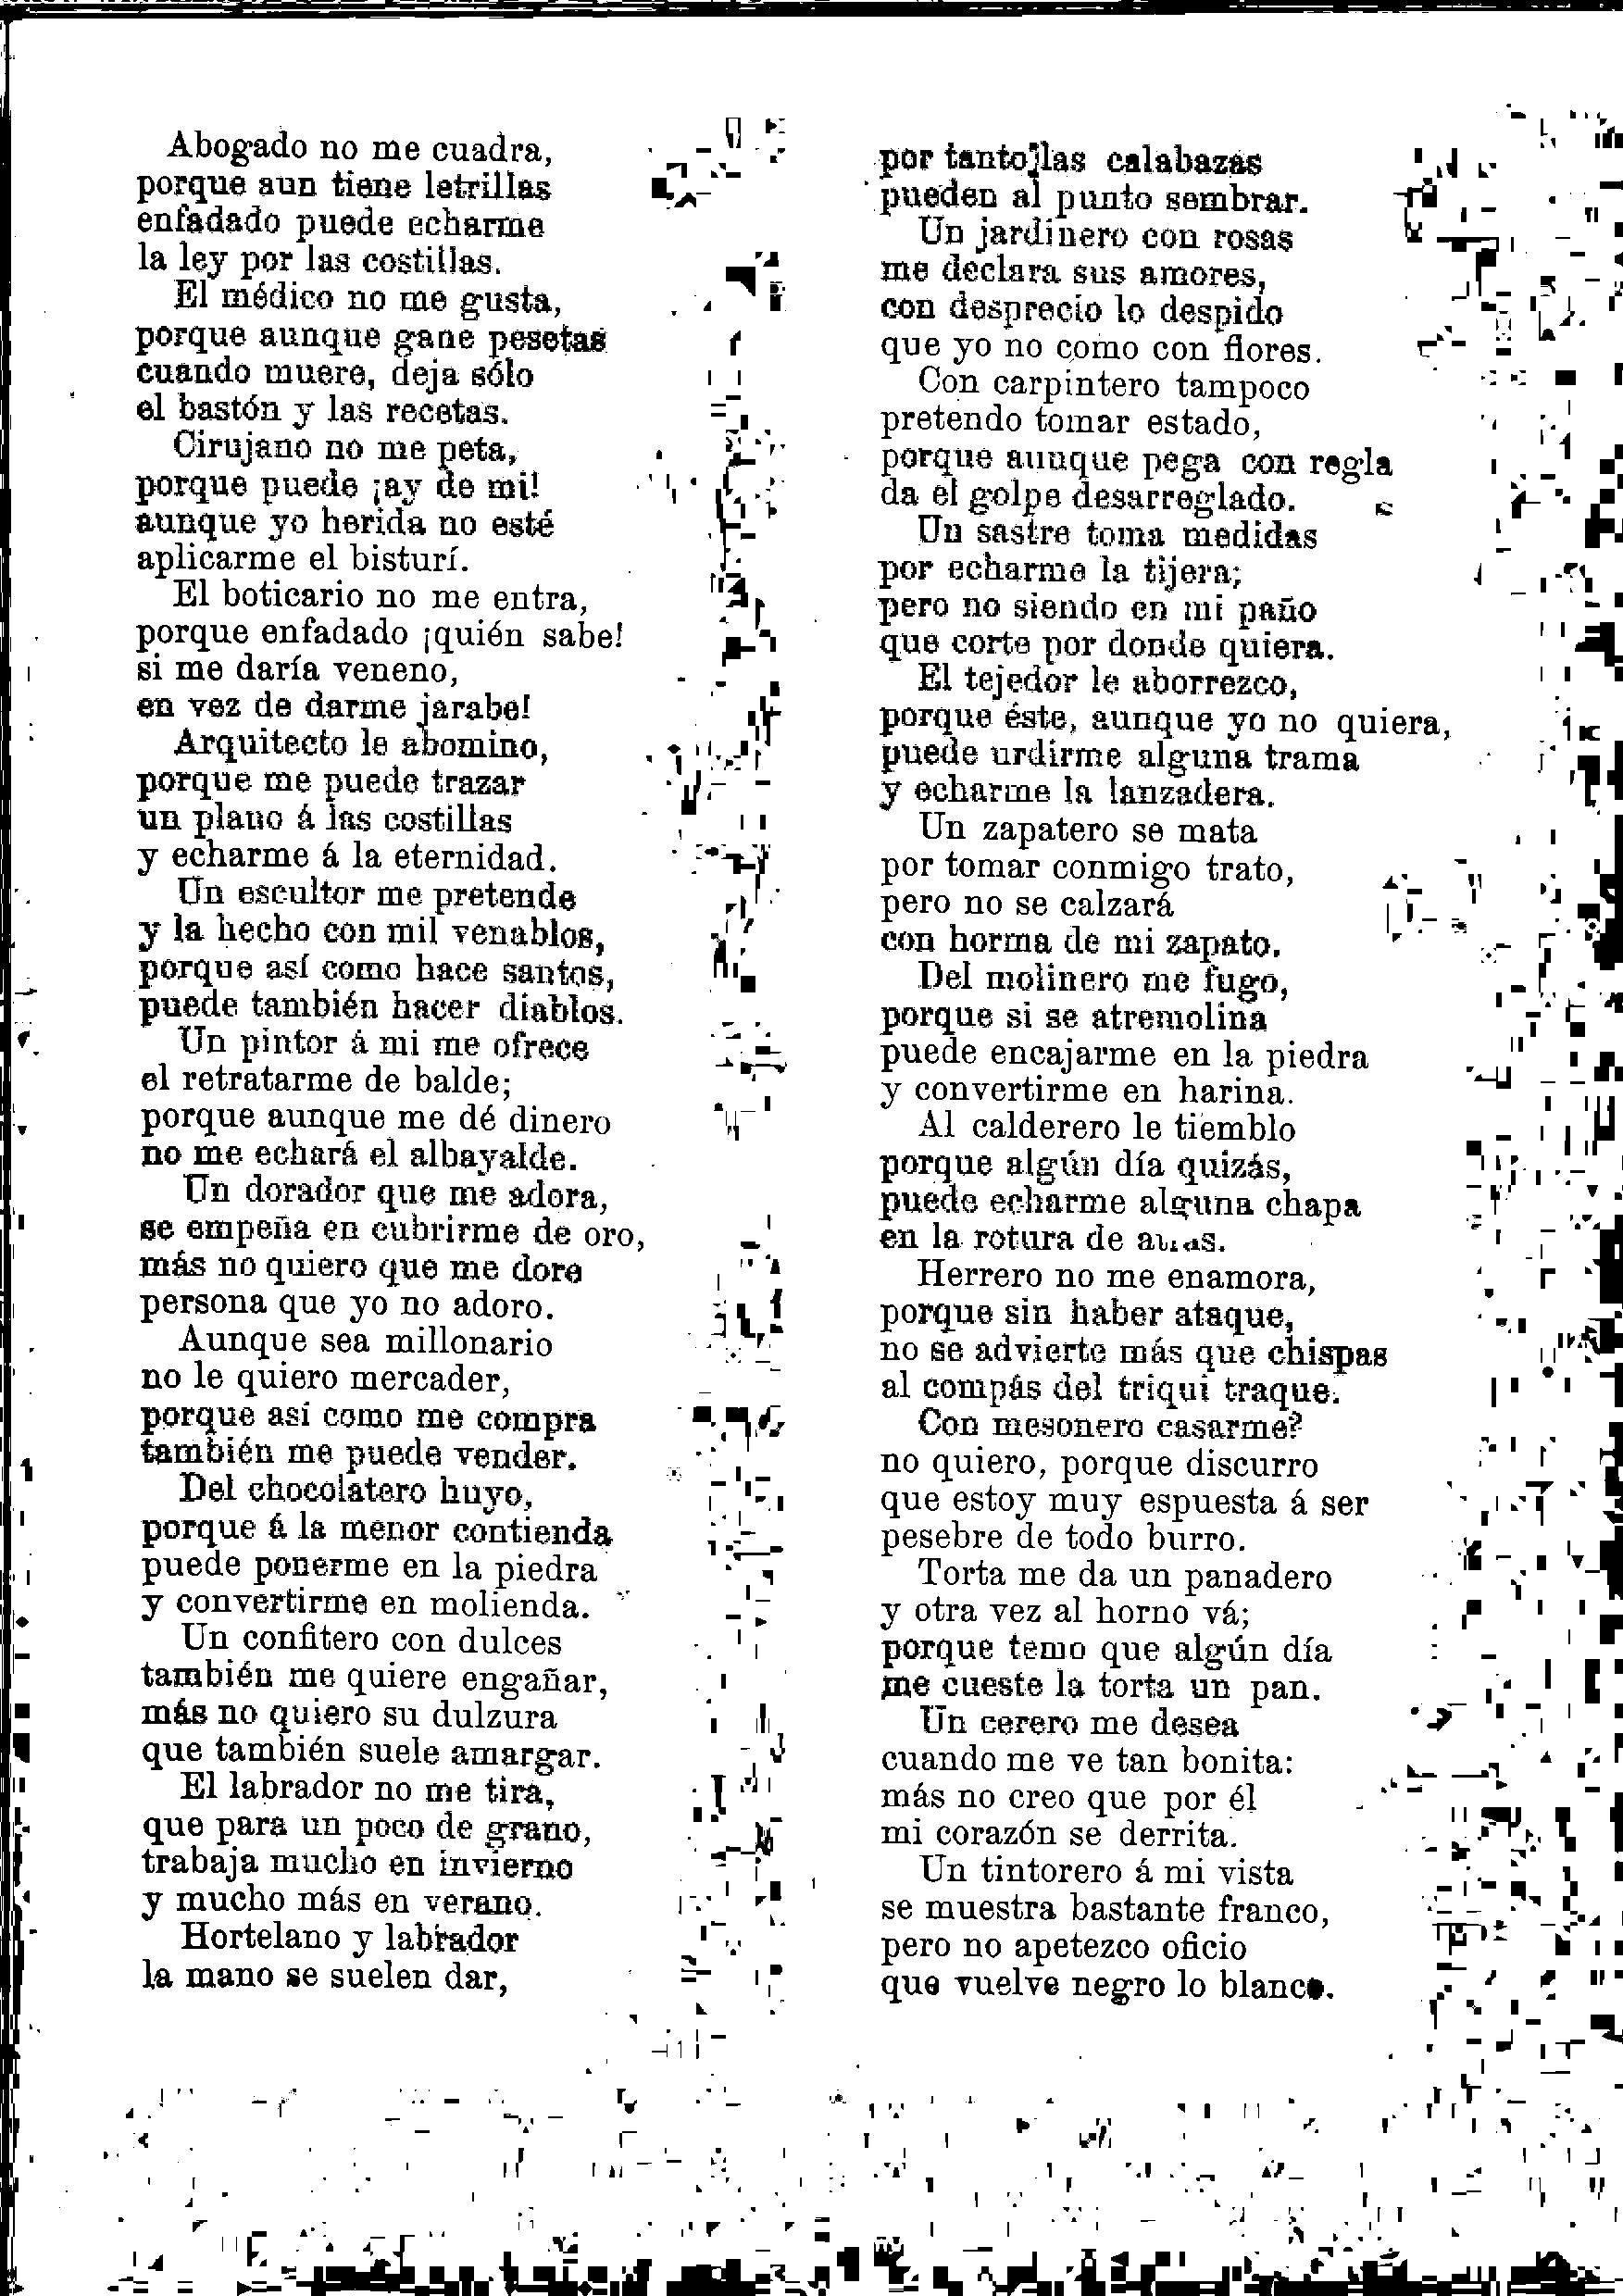 Abogado no me cuadra,
porque aun tiene letrillas
enfadado puede echarme
la ley por las costillas.
El médico no me gusta,
porque aunque gane pesetas
cuando muere, deja sólo
el bastón y las recetas.
Cirujano no me peta,
porque puede ¡ay de mi!
aunque yo herida no esté
aplicarme el bisturí.
El boticario no me entra,
porque enfadado ¡quién sabe!
si me daría veneno,
en vez de darme jarabe!
Arquitecto le abomino,
porque me puede trazar
un plano á las costillas
y echarme á la eternidad.
Un escultor me pretende
y la hecho con mil venablos,
porque así como hace santos,
puede también hacer diablos.
Un pintor á mi me ofrece
el retratarme de balde;
porque aunque me dé dinero
no me echará el albayalde.
Un dorador que me adora,
se empeña en cubrirme de oro,
más no quiero que me dore
persona que yo no adoro.
Aunque sea millonario
no le quiero mercader,
porque asi como me compra
también me puede vender.
Del chocolatero huyo,
porque á la menor contienda
puede ponerme en la piedra
y convertirme en molienda.
Un confitero con dulces
también me quiere engañar,
más no quiero su dulzura
que también suele amargar.
El labrador no me tira,
que para un poco de grano,
trabaja mucho en invierno
y mucho más en verano.
Hortelano y labrador
la mano se suelen dar,
por tanto las calabazas
pueden al punto sembrar.
Un jardinero con rosas
me declara sus amores,
con desprecio lo despido
que yo no como con flores.
Con carpintero tampoco
pretendo tomar estado,
porque aunque pega con regla
da el golpe desarreglado.
Un sastre toma medidas
por echarme la tijera;
pero no siendo en mi paño
que corte por donde quiera.
El tejedor le aborrezco,
porque éste, aunque yo no quiera,
puede urdirme alguna trama
y echarme la lanzadera.
Un zapatero se mata
por tomar conmigo trato,
pero no se calzará
con horma de mi zapato.
Del molinero me fugo,
porque si se atremolina
puede encajarme en la piedra
y convertirme en harina.
Al calderero le tiemblo
porque algún día quizás,
puede echarme alguna chapa
en la rotura de
Herrero no me enamora,
porque sin haber ataque,
no se advierte más que chispas
al compás del triqui traque.
Con mesonero casarme?
no quiero, porque discurro
que estoy muy espuesta á ser
pesebre de todo burro.
Torta me da un panadero
y otra vez al horno vá;
porque temo que algún día
me cueste la torta un pan.
Un cerero me desea
cuando me ve tan bonita:
más no creo que por él
mi corazón se derrita.
Un tintorero á mi vista
se muestra bastante franco,
pero no apetezco oficio
que vuelve negro lo blanco.